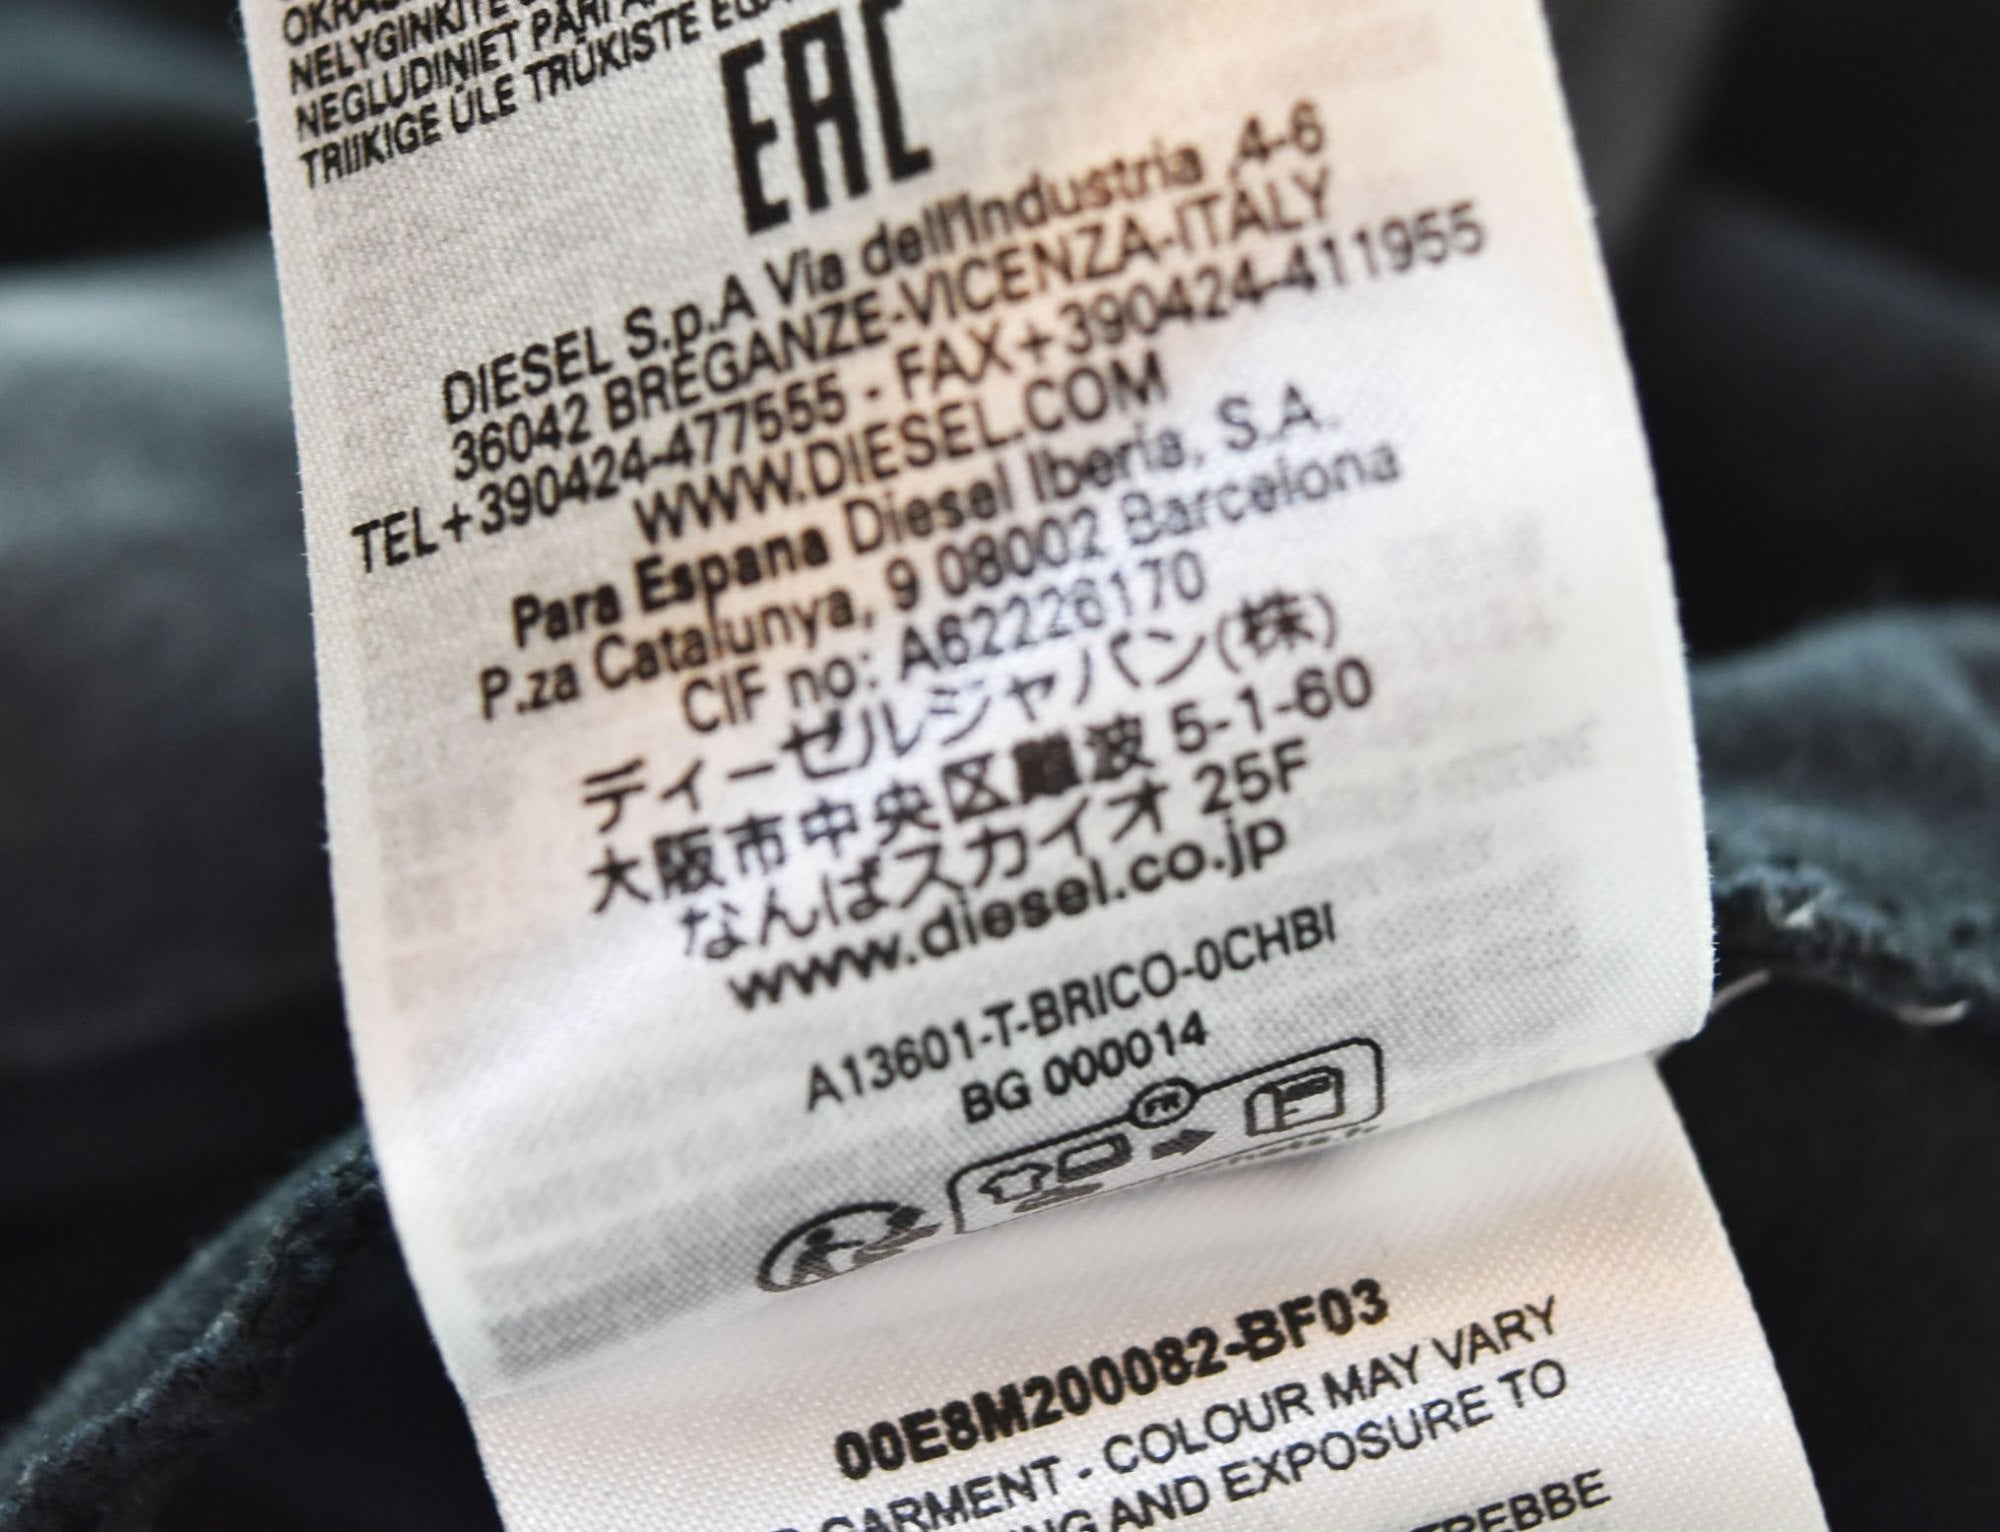 NELYGINKITE
NEGLUDINIET PĀRI
TRIIKIGE ÜLE TRÜKISTE
EAC
DIESEL S.p.A Via dell'Industria 4-6
36042 BREGANZE-VICENZA-ITALY
TEL+390424-477555 - FAX+390424-411955
WWW.DIESEL.COM
Para Espana Diesel Iberia, S.A.
P.za Catalunya, 9 08002 Barcelona
CIF no: A62226170
ディーゼルジャパン(株)
大阪市中央区難波 5-1-60
なんばスカイオ 25F
www.diesel.co.jp
A13601-T-BRICO-0CHBI
BG 000014
FR
00E8M200082-BF03
GARMENT - COLOUR MAY VARY
AND EXPOSURE TO